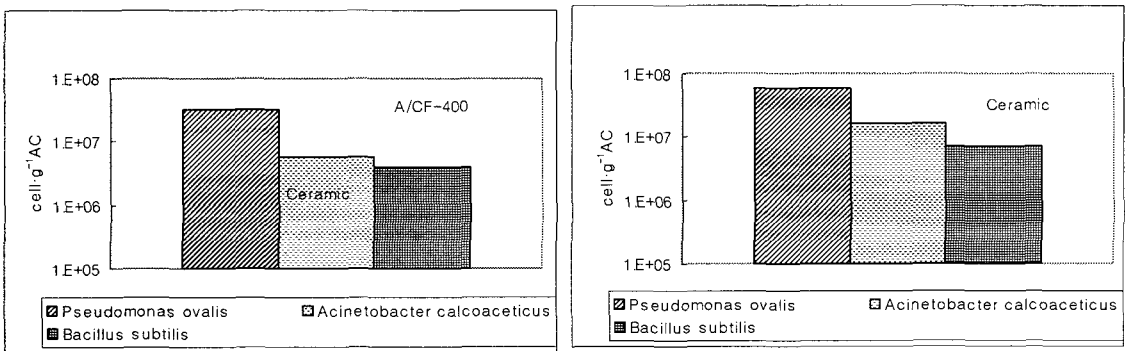 1.E+08
1.E+07
1.E+06
1.E+05
cell·g⁻¹AC
A/CF-400
Ceramic
Pseudomonas ovalis
Acinetobacter calcoaceticus
Bacillus subtilis
1.E+08
1.E+07
1.E+06
1.E+05
cell·g⁻¹AC
Ceramic
Pseudomonas ovalis
Acinetobacter calcoaceticus
Bacillus subtilis